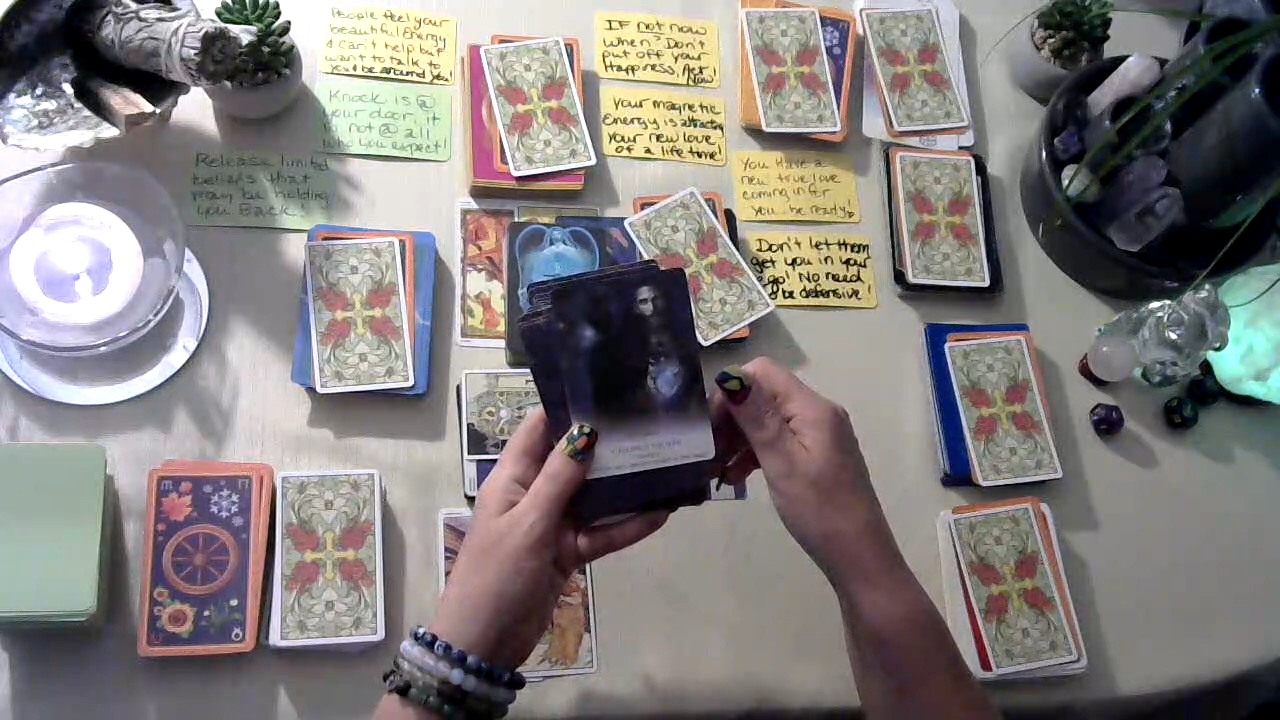 People feel your
beautiful energy
& can't help but
want to talk to
you & be around you!
Knock is @
your door, it
is not @ all
who you expect!
Release limited
beliefs that
may be holding
you Back!
IF not now
when? Don't
put off your
Happiness, Act
Now!
Your magnetic
Energy is attracting
your new love
of a life time!
You Have a
new true love
coming in for
you be ready!
Don't let them
get you in your
ego! No need
to be defensive!